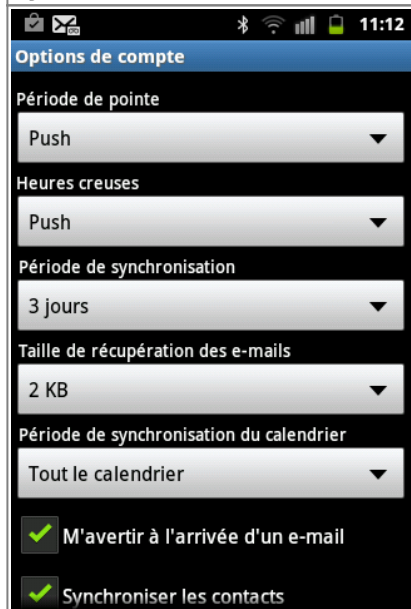 11:12
Options de compte
Période de pointe
Push
Heures creuses
Push
Période de synchronisation
3 jours
Taille de récupération des e-mails
2 KB
Période de synchronisation du calendrier
Tout le calendrier
M'avertir à l'arrivée d'un e-mail
Synchroniser les contacts